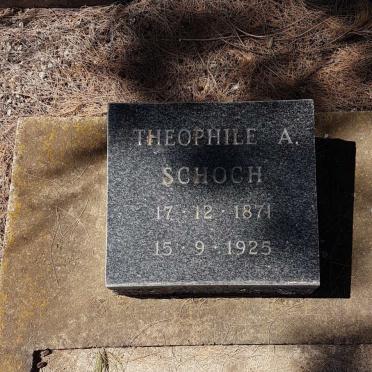 THEOPHILE A.
SCHOCH
17 · 12 · 1871
15 · 9 · 1925